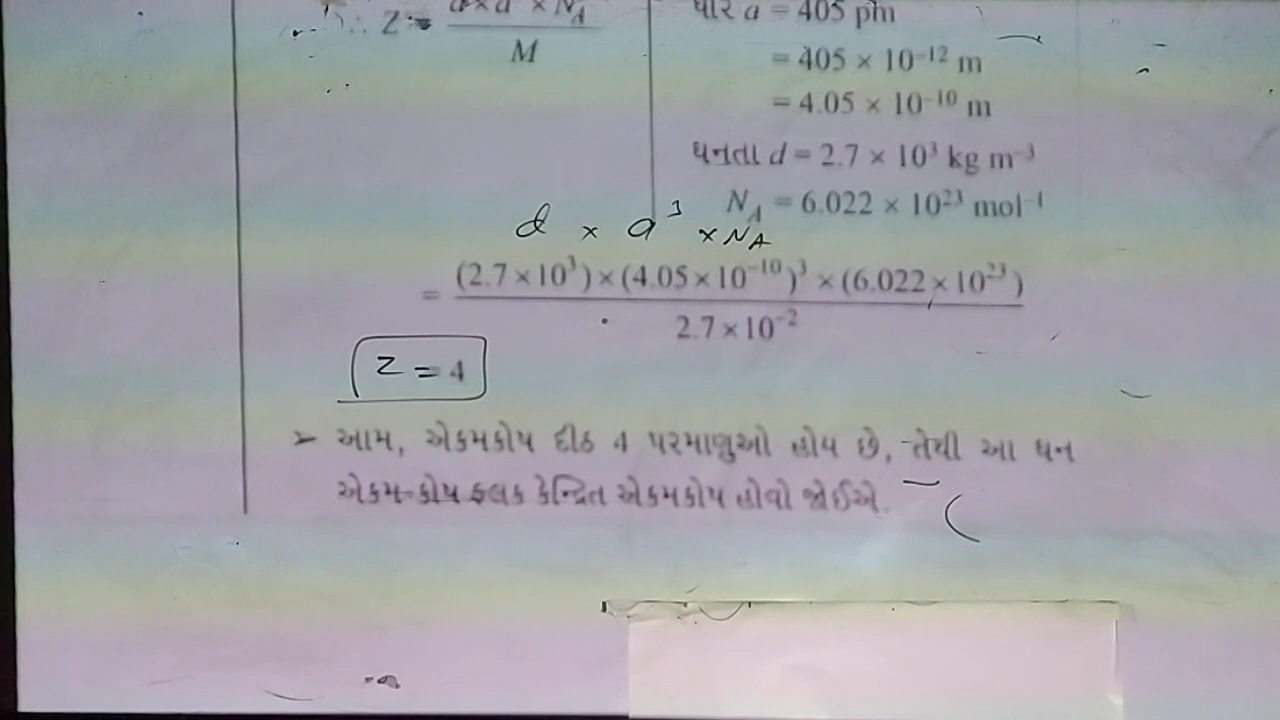 ∴ Z = d × a³ × N_A / M
ધાર a = 405 pm
= 405 × 10⁻¹² m
= 4.05 × 10⁻¹⁰ m
ઘનતા d = 2.7 × 10³ kg m⁻³
N_A = 6.022 × 10²³ mol⁻¹
d × a³ × N_A
= (2.7 × 10³) × (4.05 × 10⁻¹⁰)³ × (6.022 × 10²³) / 2.7 × 10⁻²
Z = 4
➤ આમ, એકમકોષ દીઠ 4 પરમાણુઓ હોય છે, તેથી આ ઘન
એકમ-કોષ ફલક કેન્દ્રિત એકમકોષ હોવો જોઈએ.